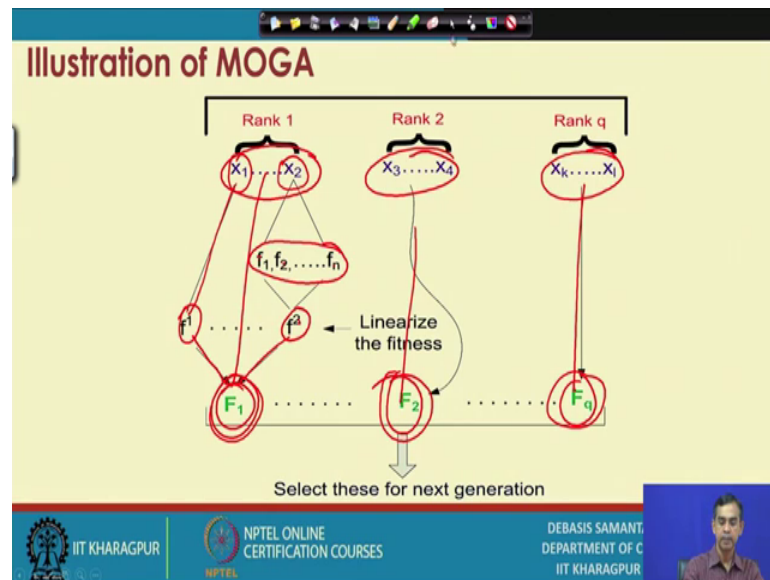 Illustration of MOGA
Rank 1 Rank 2 Rank q
x1.....x2 x3.....x4 xk.....xl
f1,f2,.....fn
f1 ..... f2 Linearize
the fitness
F1 ....... F2 ........ Fq
Select these for next generation
IIT KHARAGPUR
NPTEL
NPTEL ONLINE
CERTIFICATION COURSES
DEBASIS SAMANTA
DEPARTMENT OF C
IIT KHARAGPUR